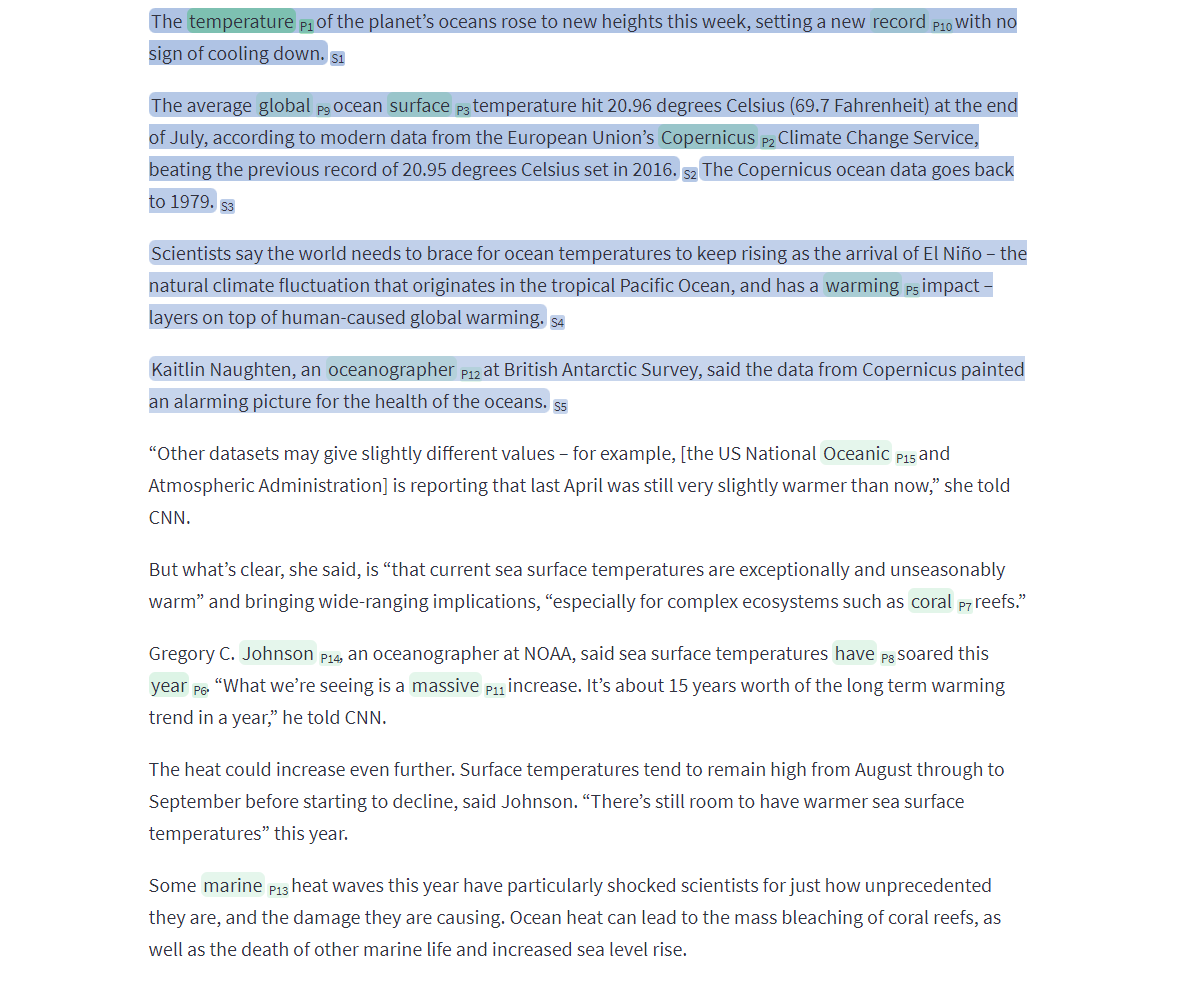 The temperature P1 of the planet’s oceans rose to new heights this week, setting a new record P10 with no
sign of cooling down. S1
The average global P9 ocean surface P3 temperature hit 20.96 degrees Celsius (69.7 Fahrenheit) at the end
of July, according to modern data from the European Union’s Copernicus P2 Climate Change Service,
beating the previous record of 20.95 degrees Celsius set in 2016. S2 The Copernicus ocean data goes back
to 1979. S3
Scientists say the world needs to brace for ocean temperatures to keep rising as the arrival of El Niño – the
natural climate fluctuation that originates in the tropical Pacific Ocean, and has a warming P5 impact –
layers on top of human-caused global warming. S4
Kaitlin Naughten, an oceanographer P12 at British Antarctic Survey, said the data from Copernicus painted
an alarming picture for the health of the oceans. S5
“Other datasets may give slightly different values – for example, [the US National Oceanic P15 and
Atmospheric Administration] is reporting that last April was still very slightly warmer than now,” she told
CNN.
But what’s clear, she said, is “that current sea surface temperatures are exceptionally and unseasonably
warm” and bringing wide-ranging implications, “especially for complex ecosystems such as coral P7 reefs.”
Gregory C. Johnson P14, an oceanographer at NOAA, said sea surface temperatures have P8 soared this
year P6. “What we’re seeing is a massive P11 increase. It’s about 15 years worth of the long term warming
trend in a year,” he told CNN.
The heat could increase even further. Surface temperatures tend to remain high from August through to
September before starting to decline, said Johnson. “There’s still room to have warmer sea surface
temperatures” this year.
Some marine P13 heat waves this year have particularly shocked scientists for just how unprecedented
they are, and the damage they are causing. Ocean heat can lead to the mass bleaching of coral reefs, as
well as the death of other marine life and increased sea level rise.